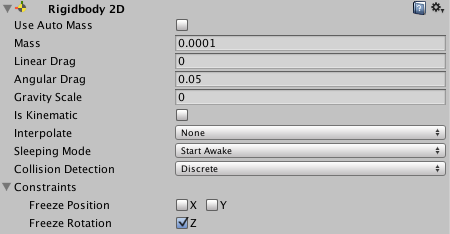 Rigidbody 2D
Use Auto Mass
Mass 0.0001
Linear Drag 0
Angular Drag 0.05
Gravity Scale 0
Is Kinematic
Interpolate None
Sleeping Mode Start Awake
Collision Detection Discrete
Constraints
Freeze Position X Y
Freeze Rotation Z